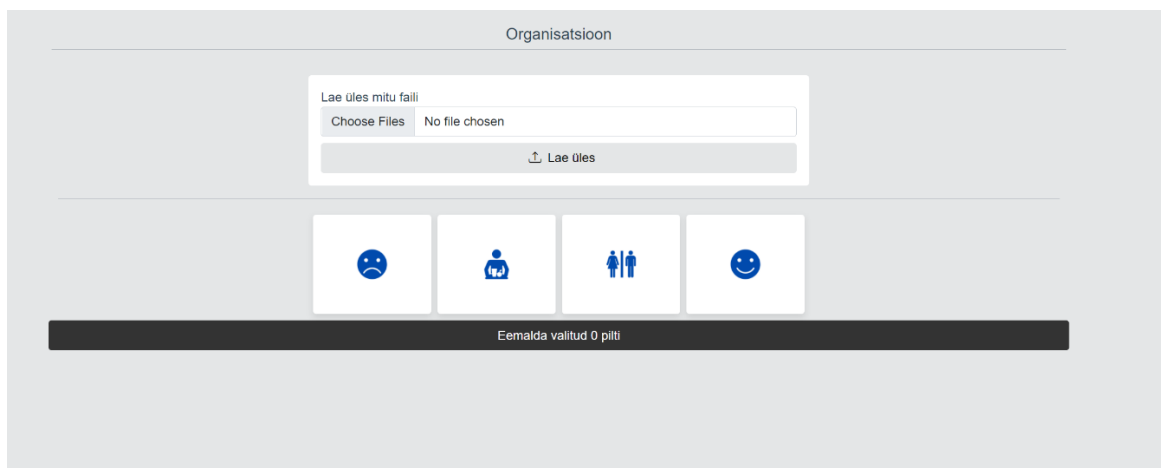 Organisatsioon
Lae üles mitu faili
Choose Files No file chosen
Lae üles
Eemalda valitud 0 pilti